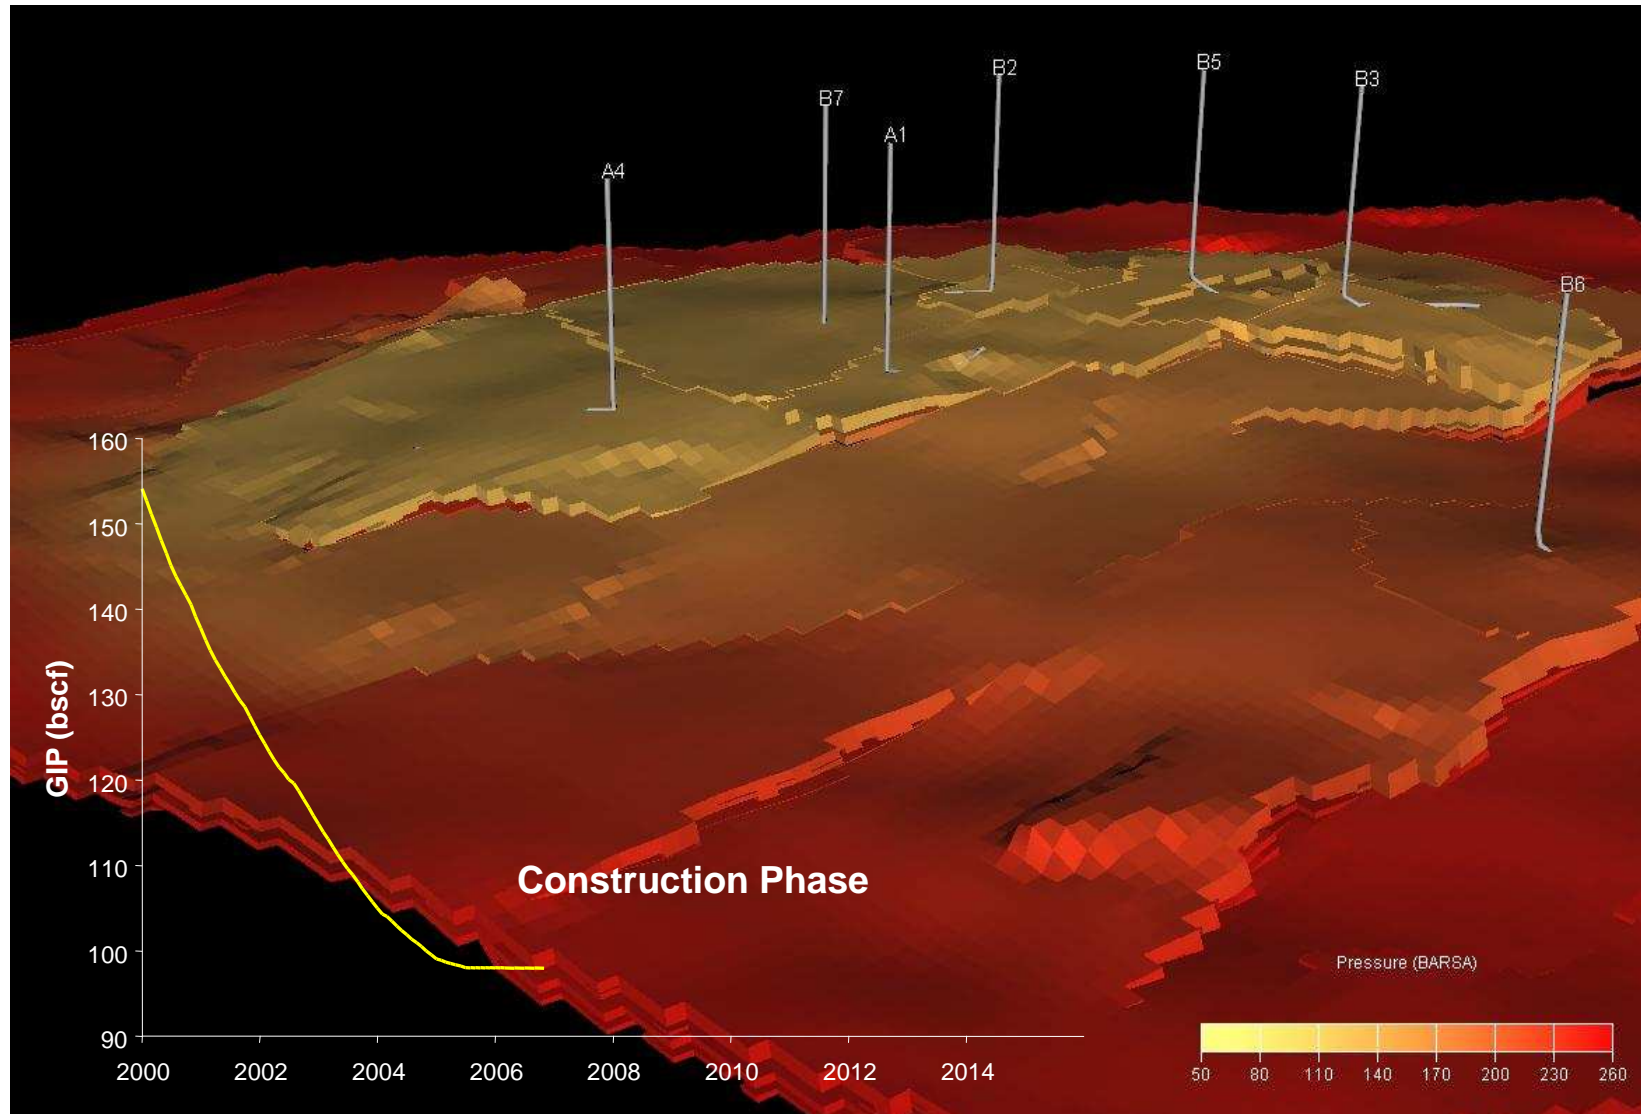 B2
B5
B3
B7
A1
A4
B6
160
150
140
130
120
110
100
90
GIP (bscf)
Construction Phase
2000 2002 2004 2006 2008 2010 2012 2014
Pressure (BARSA)
50 80 110 140 170 200 230 260